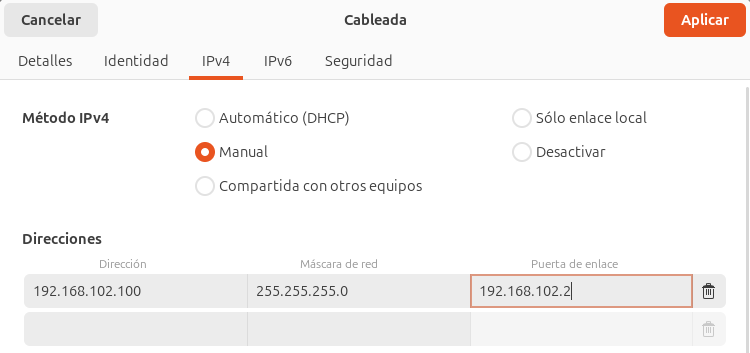 Cancelar Cableada Aplicar
Detalles Identidad IPv4 IPv6 Seguridad
Método IPv4 Automático (DHCP) Sólo enlace local
Manual Desactivar
Compartida con otros equipos
Direcciones
Dirección Máscara de red Puerta de enlace
192.168.102.100 255.255.255.0 192.168.102.2